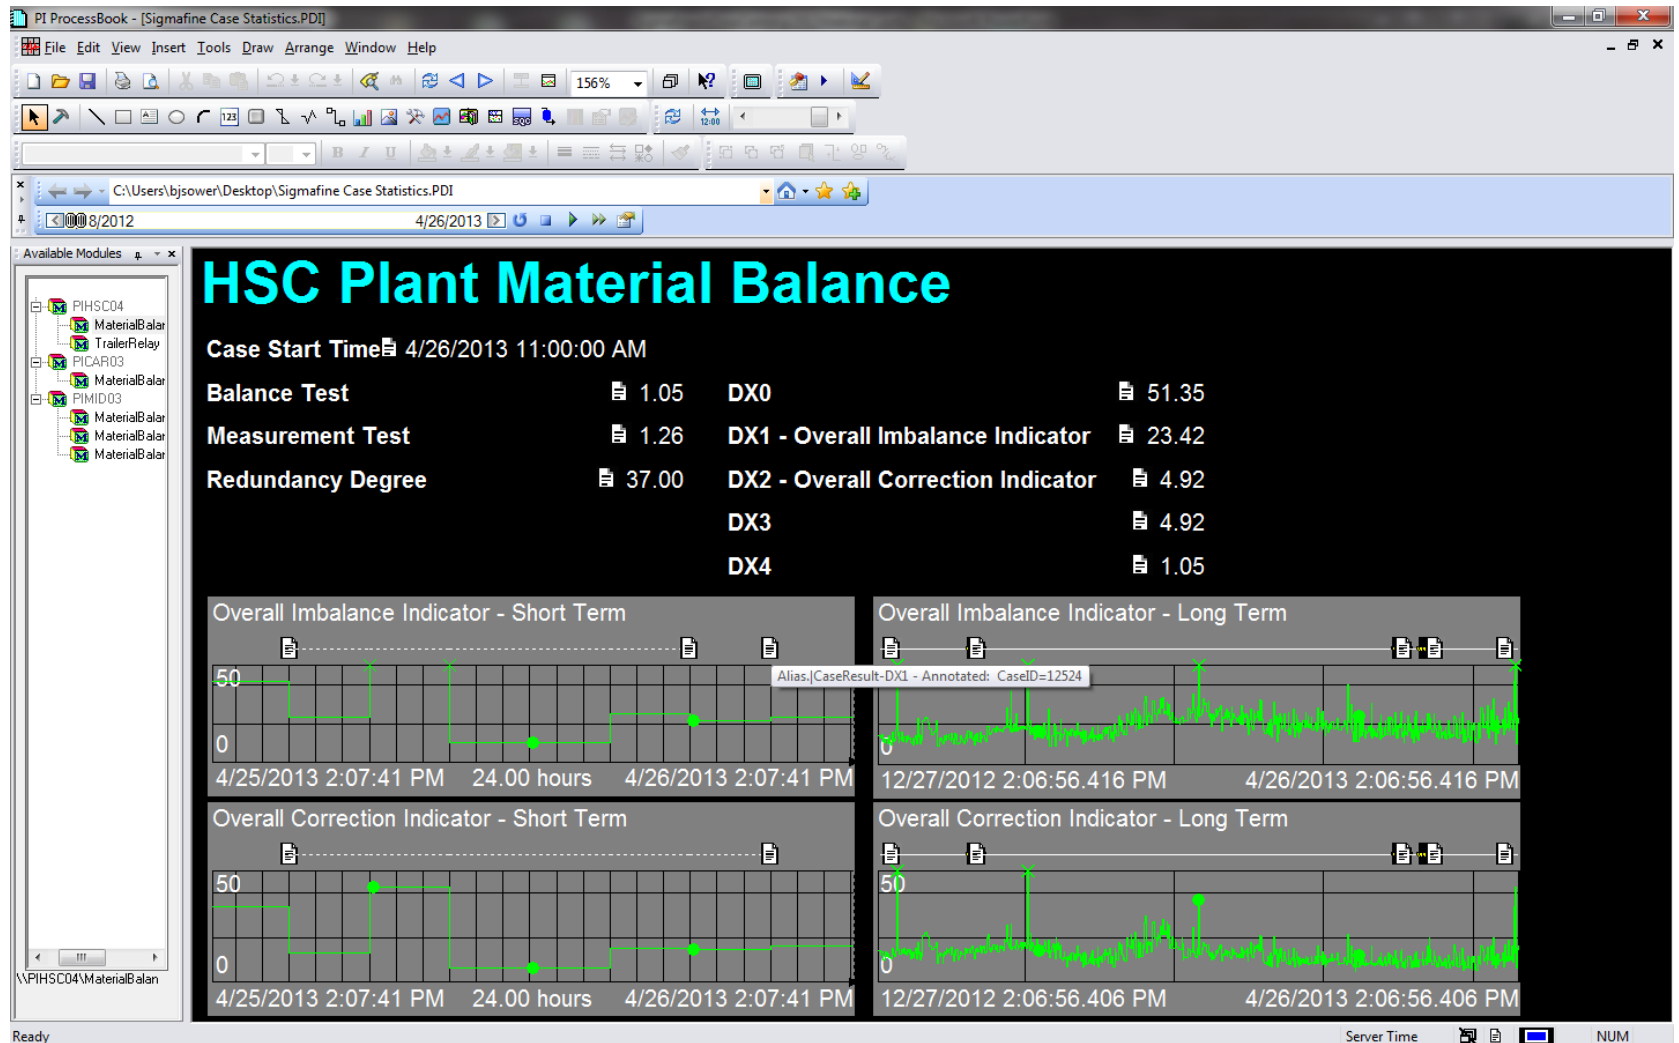 PI ProcessBook - [Sigmafine Case Statistics.PDI]
File Edit View Insert Tools Draw Arrange Window Help
156%
123
SQC
12:00
B I U
C:\Users\bjsower\Desktop\Sigmafine Case Statistics.PDI
8/2012 4/26/2013
Available Modules
PIHSC04
MaterialBalar
TrailerRelay
PICAR03
MaterialBalar
PIMID03
MaterialBalar
MaterialBalar
MaterialBalar
\\PIHSC04\MaterialBalan
HSC Plant Material Balance
Case Start Time 4/26/2013 11:00:00 AM
Balance Test 1.05 DX0 51.35
Measurement Test 1.26 DX1 - Overall Imbalance Indicator 23.42
Redundancy Degree 37.00 DX2 - Overall Correction Indicator 4.92
DX3 4.92
DX4 1.05
Overall Imbalance Indicator - Short Term
50
0
4/25/2013 2:07:41 PM 24.00 hours 4/26/2013 2:07:41 PM
Overall Imbalance Indicator - Long Term
Alias.|CaseResult-DX1 - Annotated: CaseID=12524
0
12/27/2012 2:06:56.416 PM 4/26/2013 2:06:56.416 PM
Overall Correction Indicator - Short Term
50
0
4/25/2013 2:07:41 PM 24.00 hours 4/26/2013 2:07:41 PM
Overall Correction Indicator - Long Term
50
0
12/27/2012 2:06:56.406 PM 4/26/2013 2:06:56.406 PM
Ready Server Time NUM